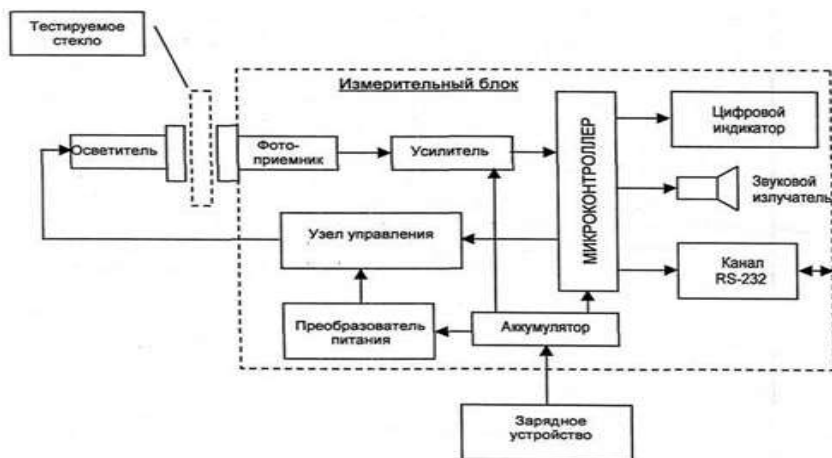 Тестируемое
стекло
Измерительный блок
Осветитель
Фото-
приемник
Усилитель
МИКРОКОНТРОЛЛЕР
Цифровой
индикатор
Звуковой
излучатель
Узел управления
Канал
RS-232
Преобразователь
питания
Аккумулятор
Зарядное
устройство